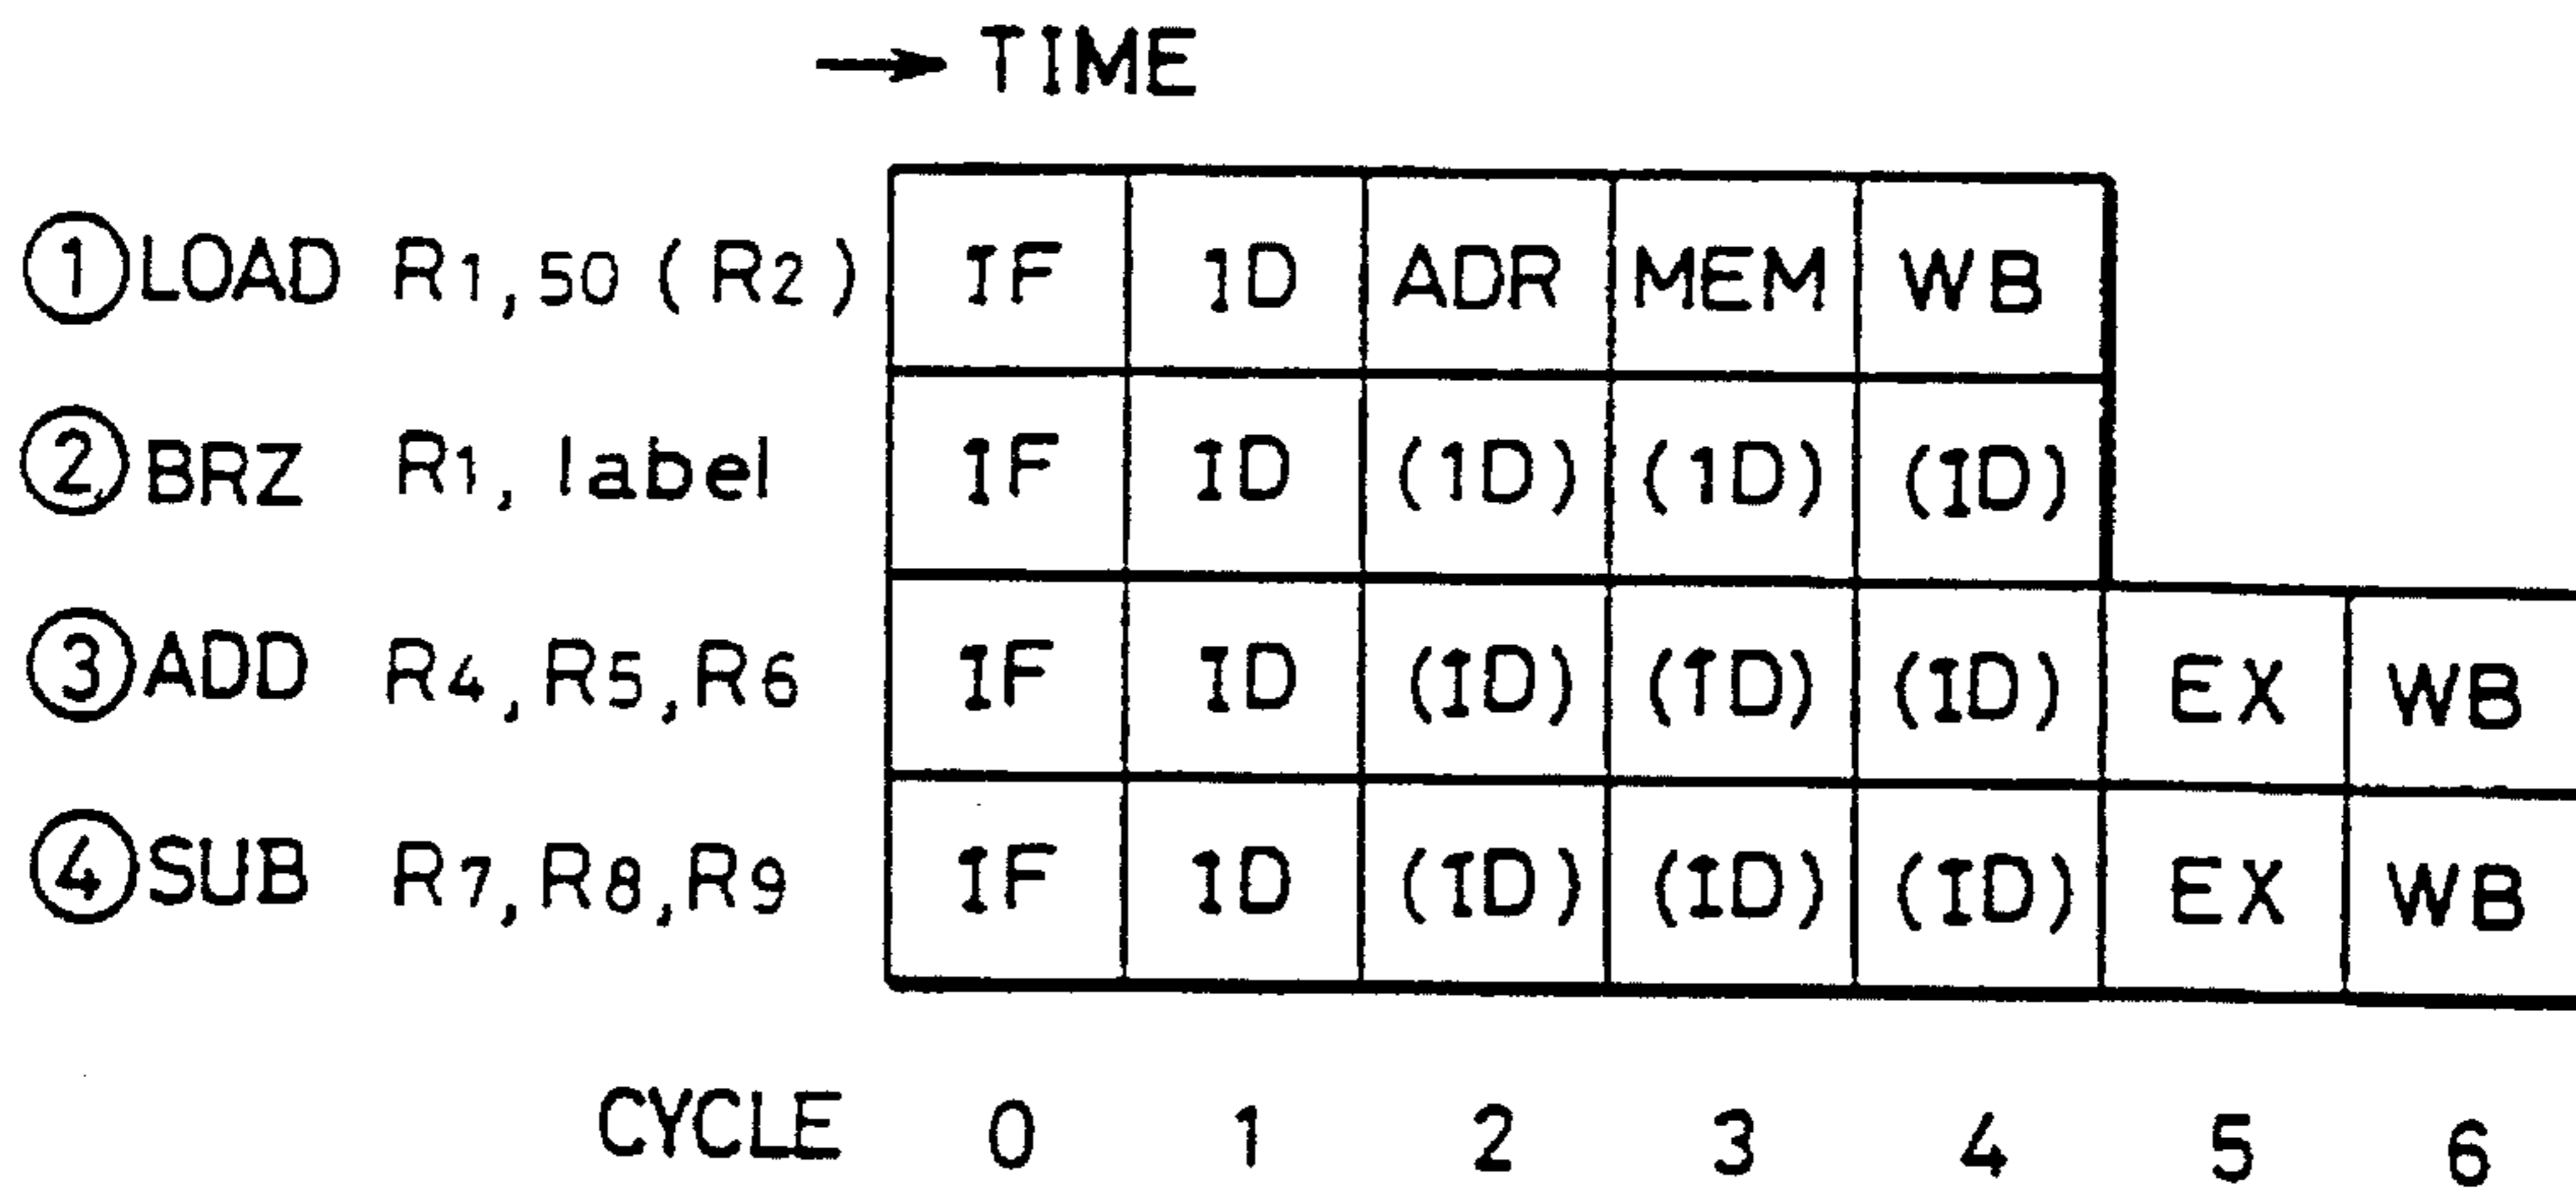 → TIME
①LOAD R1,50(R2) IF ID ADR MEM WB
②BRZ R1, label IF ID (ID) (ID) (ID)
③ADD R4,R5,R6 IF ID (ID) (ID) (ID) EX WB
④SUB R7,R8,R9 IF ID (ID) (ID) (ID) EX WB
CYCLE 0 1 2 3 4 5 6